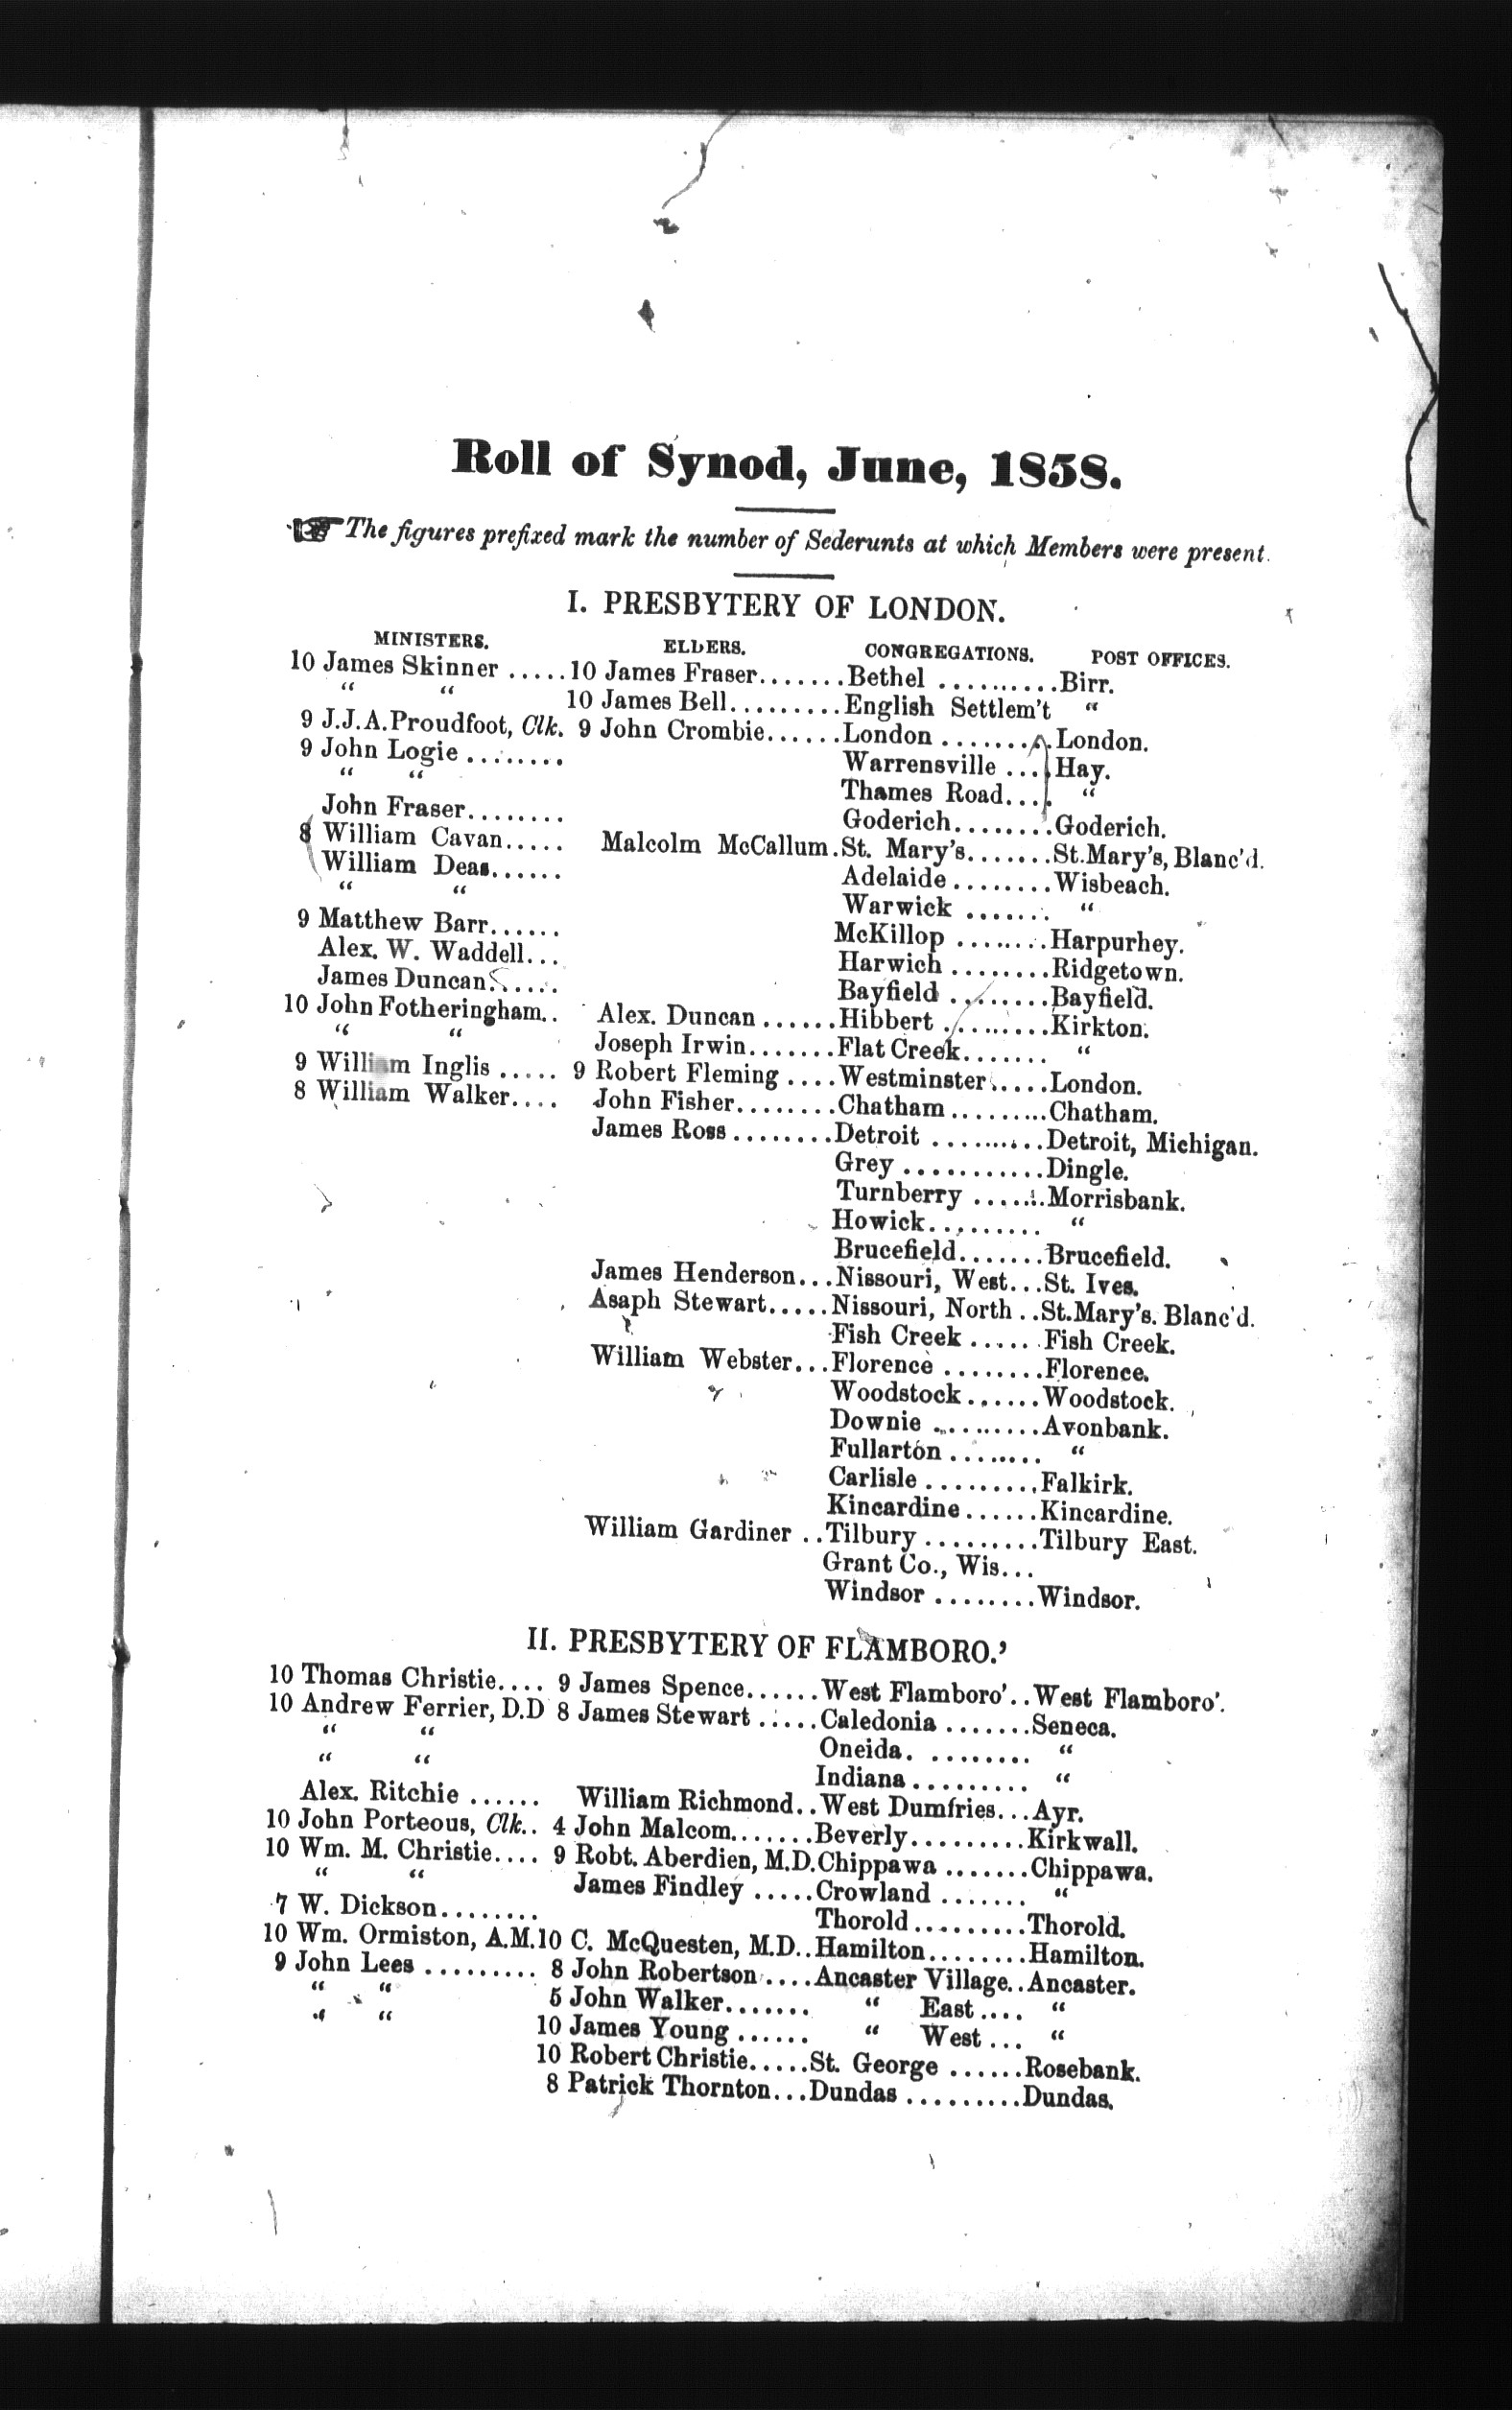 Roll of Synod, June, 1858.
☞ The figures prefixed mark the number of Sederunts at which Members were present.
I. PRESBYTERY OF LONDON.
MINISTERS. ELDERS. CONGREGATIONS. POST OFFICES.
10 James Skinner .....10 James Fraser.......Bethel ..........Birr.
“ “ 10 James Bell.........English Settlem't “
9 J.J.A.Proudfoot, Clk. 9 John Crombie......London .........London.
9 John Logie ........ Warrensville ...}Hay.
“ “ Thames Road...} “
John Fraser........ Goderich........Goderich.
8 William Cavan..... Malcolm McCallum.St. Mary's.......St.Mary's, Blanc'd.
William Deas...... Adelaide ........Wisbeach.
“ “ Warwick ....... “
9 Matthew Barr...... McKillop ........Harpurhey.
Alex. W. Waddell... Harwich ........Ridgetown.
James Duncan...... Bayfield ........Bayfield.
10 John Fotheringham.. Alex. Duncan ......Hibbert .........Kirkton.
“ “ Joseph Irwin.......Flat Creek....... “
9 William Inglis ..... 9 Robert Fleming ....Westminster.....London.
8 William Walker.... John Fisher........Chatham .........Chatham.
James Ross ........Detroit ..........Detroit, Michigan.
Grey ...........Dingle.
Turnberry .......Morrisbank.
Howick.......... “
Brucefield.......Brucefield.
James Henderson...Nissouri, West...St. Ives.
Asaph Stewart.....Nissouri, North ..St.Mary's. Blanc'd.
Fish Creek ......Fish Creek.
William Webster...Florence ........Florence.
Woodstock......Woodstock.
Downie .........Avonbank.
Fullarton ........ “
Carlisle .........Falkirk.
Kincardine......Kincardine.
William Gardiner ..Tilbury .........Tilbury East.
Grant Co., Wis...
Windsor ........Windsor.
II. PRESBYTERY OF FLAMBORO.'
10 Thomas Christie.... 9 James Spence......West Flamboro'..West Flamboro'.
10 Andrew Ferrier, D.D 8 James Stewart .....Caledonia .......Seneca.
“ “ Oneida. ........ “
“ “ Indiana ......... “
Alex. Ritchie ...... William Richmond..West Dumfries...Ayr.
10 John Porteous, Clk.. 4 John Malcom.......Beverly.........Kirkwall.
10 Wm. M. Christie.... 9 Robt. Aberdien, M.D.Chippawa .......Chippawa.
“ “ James Findley .....Crowland ....... “
7 W. Dickson........ Thorold.........Thorold.
10 Wm. Ormiston, A.M.10 C. McQuesten, M.D..Hamilton........Hamilton.
9 John Lees ......... 8 John Robertson ....Ancaster Village..Ancaster.
“ “ 5 John Walker....... “ East .... “
“ “ 10 James Young ...... “ West ... “
10 Robert Christie.....St. George ......Rosebank.
8 Patrick Thornton...Dundas .........Dundas.